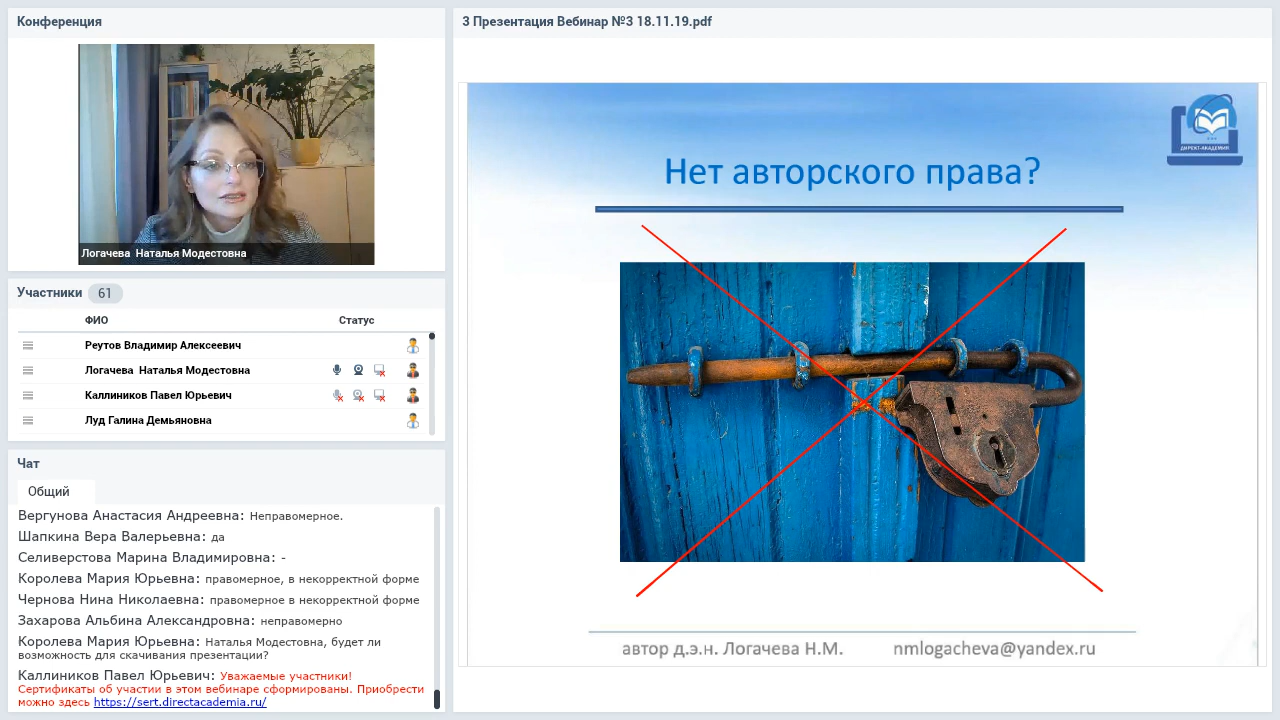 Конференция
Логачева  Наталья Модестовна
Участники 61
ФИО Статус
Реутов Владимир Алексеевич
Логачева  Наталья Модестовна
Каллиников Павел Юрьевич
Луд Галина Демьяновна
Чат
Общий
Вергунова Анастасия Андреевна: Неправомерное.
Шапкина Вера Валерьевна: да
Селиверстова Марина Владимировна: -
Королева Мария Юрьевна: правомерное, в некорректной форме
Чернова Нина Николаевна: правомерное в некорректной форме
Захарова Альбина Александровна: неправомерно
Королева Мария Юрьевна: Наталья Модестовна, будет ли
возможность для скачивания презентации?
Каллиников Павел Юрьевич: Уважаемые участники!
Сертификаты об участии в этом вебинаре сформированы. Приобрести
можно здесь https://sert.directacademia.ru/
3 Презентация Вебинар №3 18.11.19.pdf
ДИРЕКТ-АКАДЕМИЯ
Нет авторского права?
автор д.э.н. Логачева Н.М. nmlogacheva@yandex.ru